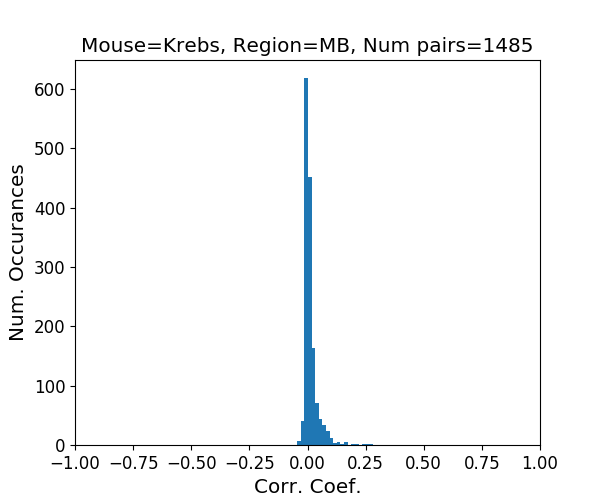 Mouse=Krebs, Region=MB, Num pairs=1485
600
500
400
300
200
100
0
Num. Occurances
−1.00 −0.75 −0.50 −0.25 0.00 0.25 0.50 0.75 1.00
Corr. Coef.